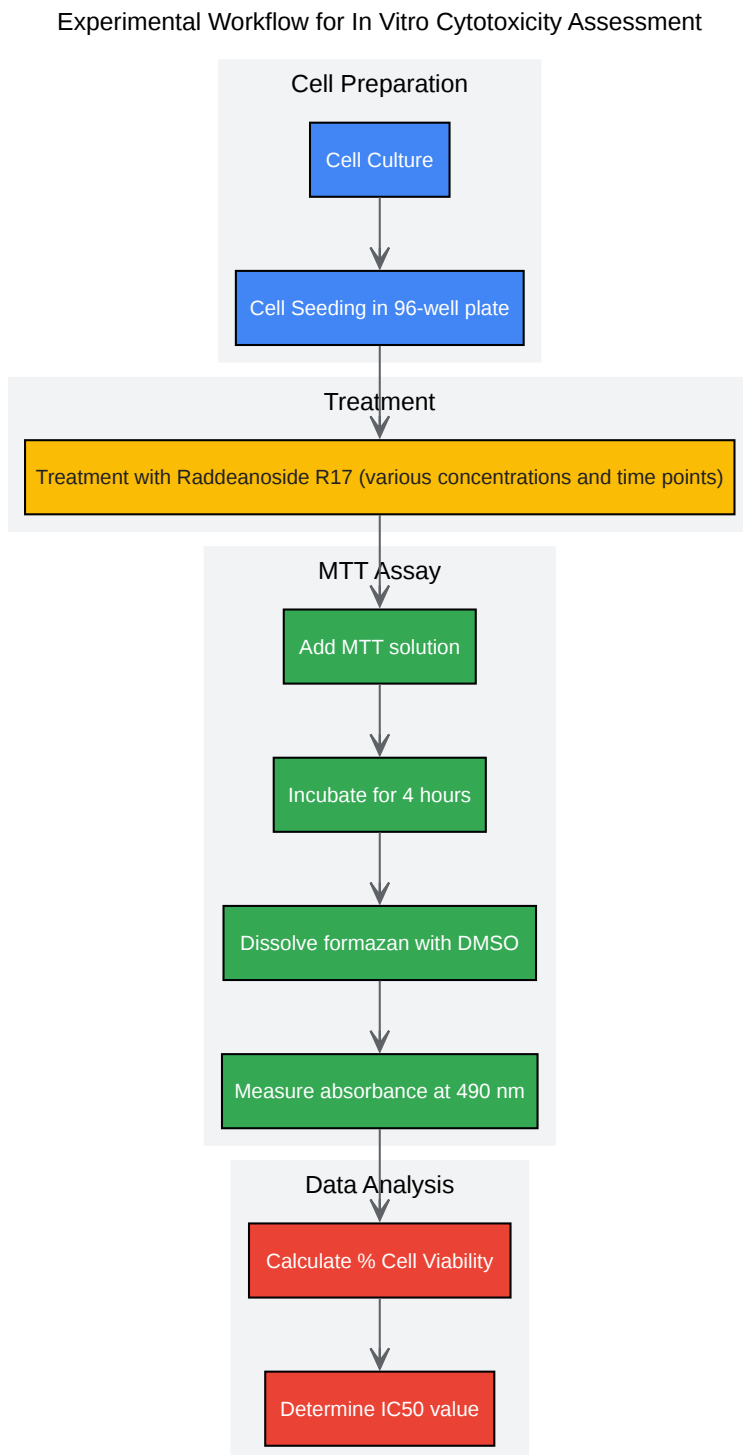 Experimental Workflow for In Vitro Cytotoxicity Assessment
Cell Preparation
Cell Culture
Cell Seeding in 96-well plate
Treatment
Treatment with Raddeanoside R17 (various concentrations and time points)
MTT Assay
Add MTT solution
Incubate for 4 hours
Dissolve formazan with DMSO
Measure absorbance at 490 nm
Data Analysis
Calculate % Cell Viability
Determine IC50 value